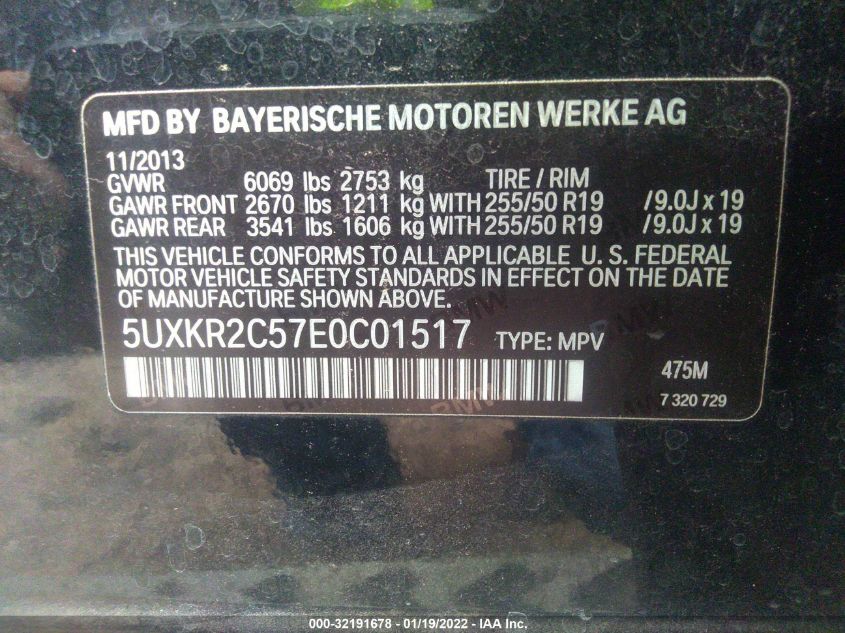 MFD BY BAYERISCHE MOTOREN WERKE AG
11/2013
GVWR 6069 lbs 2753 kg TIRE / RIM
GAWR FRONT 2670 lbs 1211 kg WITH 255/50 R19 /9.0J x 19
GAWR REAR 3541 lbs 1606 kg WITH 255/50 R19 /9.0J x 19
THIS VEHICLE CONFORMS TO ALL APPLICABLE U. S. FEDERAL
MOTOR VEHICLE SAFETY STANDARDS IN EFFECT ON THE DATE
OF MANUFACTURE SHOWN ABOVE.
5UXKR2C57E0C01517 TYPE: MPV
475M
7 320 729
000-32191678 - 01/19/2022 - IAA Inc.